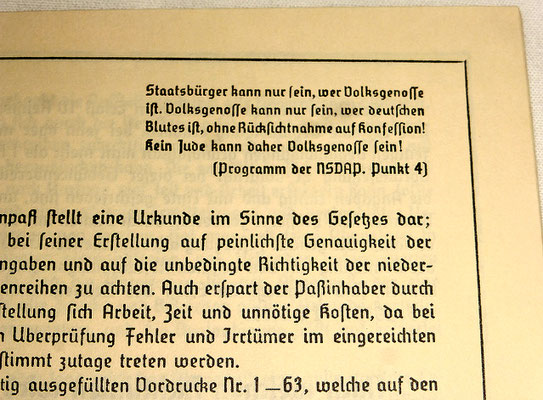 Staatsbürger kann nur sein, wer Volksgenosse
ist. Volksgenosse kann nur sein, wer deutschen
Blutes ist, ohne Rücksichtnahme auf Konfession!
Kein Jude kann daher Volksgenosse sein!
(Programm der NSDAP. Punkt 4)
npaß stellt eine Urkunde im Sinne des Gesetzes dar;
bei seiner Erstellung auf peinlichste Genauigkeit der
ngaben und auf die unbedingte Richtigkeit der nieder-
enreihen zu achten. Auch erspart der Paßinhaber durch
stellung sich Arbeit, Zeit und unnötige Kosten, da bei
n Überprüfung Fehler und Irrtümer im eingereichten
stimmt zutage treten werden.
tig ausgefüllten Vordrucke Nr. 1—63, welche auf den